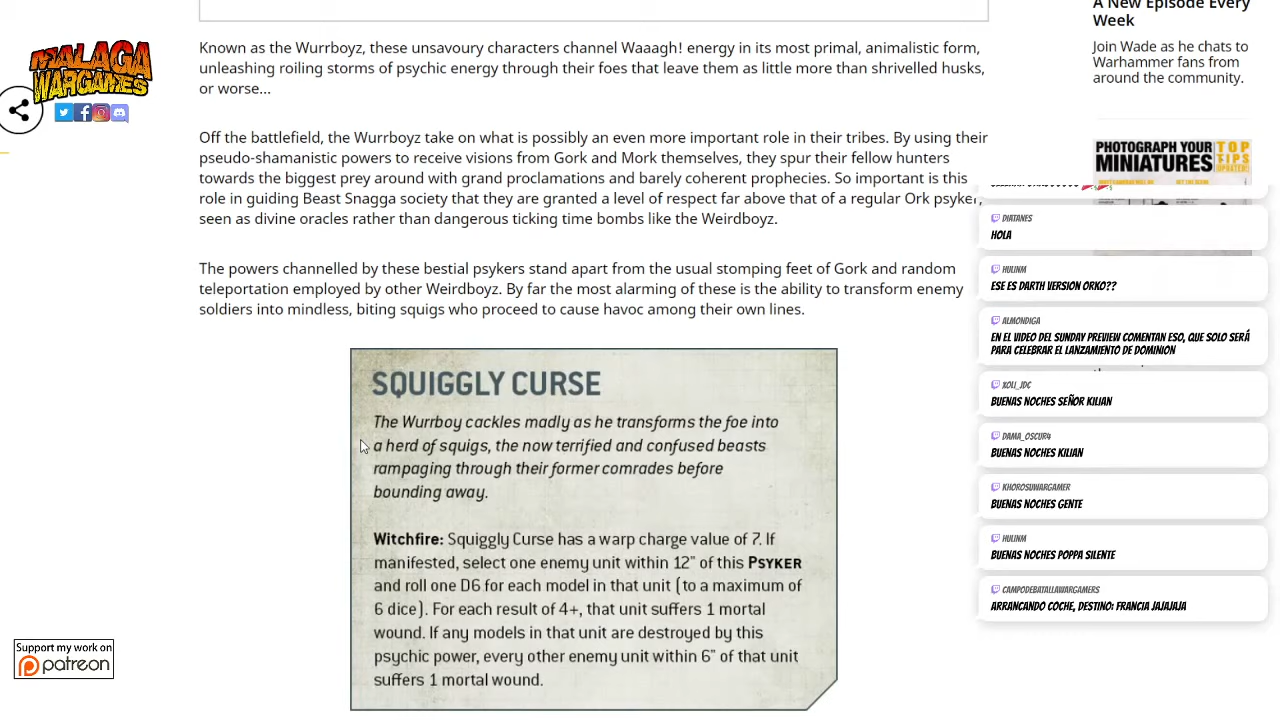 MALAGA
WARGAMES
Known as the Wurrboyz, these unsavoury characters channel Waaagh! energy in its most primal, animalistic form,
unleashing roiling storms of psychic energy through their foes that leave them as little more than shrivelled husks,
or worse...
Off the battlefield, the Wurrboyz take on what is possibly an even more important role in their tribes. By using their
pseudo-shamanistic powers to receive visions from Gork and Mork themselves, they spur their fellow hunters
towards the biggest prey around with grand proclamations and barely coherent prophecies. So important is this
role in guiding Beast Snagga society that they are granted a level of respect far above that of a regular Ork psyker,
seen as divine oracles rather than dangerous ticking time bombs like the Weirdboyz.
The powers channelled by these bestial psykers stand apart from the usual stomping feet of Gork and random
teleportation employed by other Weirdboyz. By far the most alarming of these is the ability to transform enemy
soldiers into mindless, biting squigs who proceed to cause havoc among their own lines.
SQUIGGLY CURSE
The Wurrboy cackles madly as he transforms the foe into
a herd of squigs, the now terrified and confused beasts
rampaging through their former comrades before
bounding away.
Witchfire: Squiggly Curse has a warp charge value of 7. If
manifested, select one enemy unit within 12" of this PSYKER
and roll one D6 for each model in that unit (to a maximum of
6 dice). For each result of 4+, that unit suffers 1 mortal
wound. If any models in that unit are destroyed by this
psychic power, every other enemy unit within 6" of that unit
suffers 1 mortal wound.
Support my work on
patreon
A New Episode Every
Week
Join Wade as he chats to
Warhammer fans from
around the community.
PHOTOGRAPH YOUR
MINIATURES
TOP
TIPS
DIATANES
HOLA
HULINM
ESE ES DARTH VERSION ORKO??
ALMONDIGA
EN EL VIDEO DEL SUNDAY PREVIEW COMENTAN ESO, QUE SOLO SERÁ
PARA CELEBRAR EL LANZAMIENTO DE DOMINION
XOLI_JDC
BUENAS NOCHES SEÑOR KILIAN
DAMA_OSCUR4
BUENAS NOCHES KILIAN
KHOROSUWARGAMER
BUENAS NOCHES GENTE
HULINM
BUENAS NOCHES POPPA SILENTE
CAMPODEBATALLAWARGAMERS
ARRANCANDO COCHE, DESTINO: FRANCIA JAJAJAJA